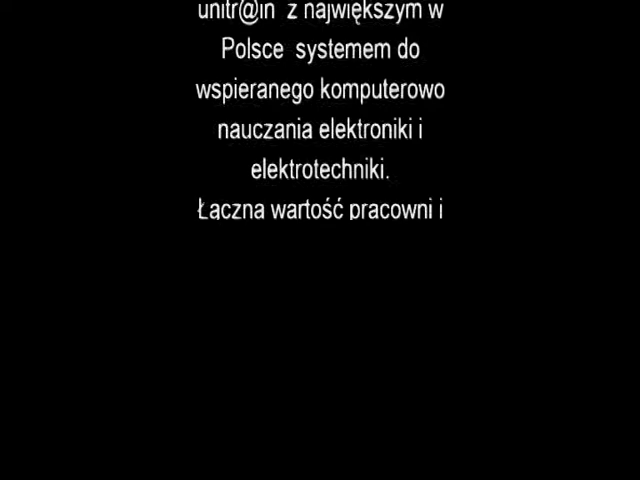 unitr@in z największym w
Polsce systemem do
wspieranego komputerowo
nauczania elektroniki i
elektrotechniki.
Łączna wartość pracowni i